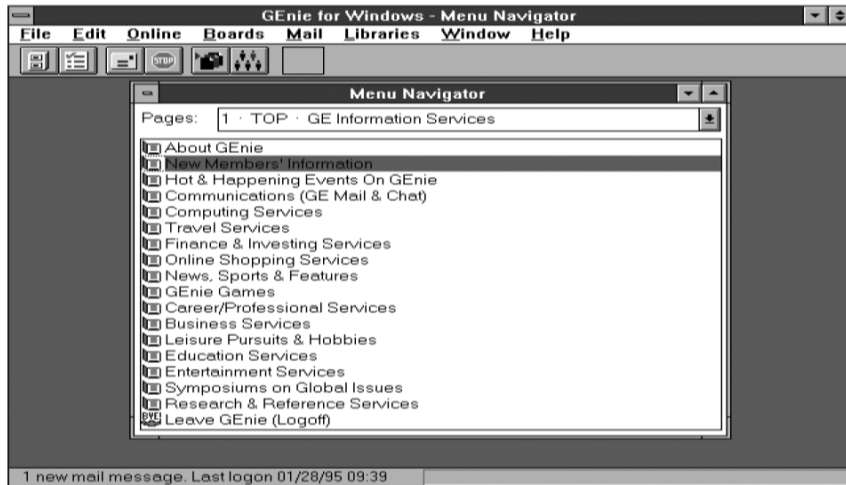 GEnie for Windows - Menu Navigator
File Edit Online Boards Mail Libraries Window Help
STOP
Menu Navigator
Pages: 1 · TOP · GE Information Services
About GEnie
New Members' Information
Hot & Happening Events On GEnie
Communications (GE Mail & Chat)
Computing Services
Travel Services
Finance & Investing Services
Online Shopping Services
News, Sports & Features
GEnie Games
Career/Professional Services
Business Services
Leisure Pursuits & Hobbies
Education Services
Entertainment Services
Symposiums on Global Issues
Research & Reference Services
BYE! Leave GEnie (Logoff)
1 new mail message. Last logon 01/28/95 09:39